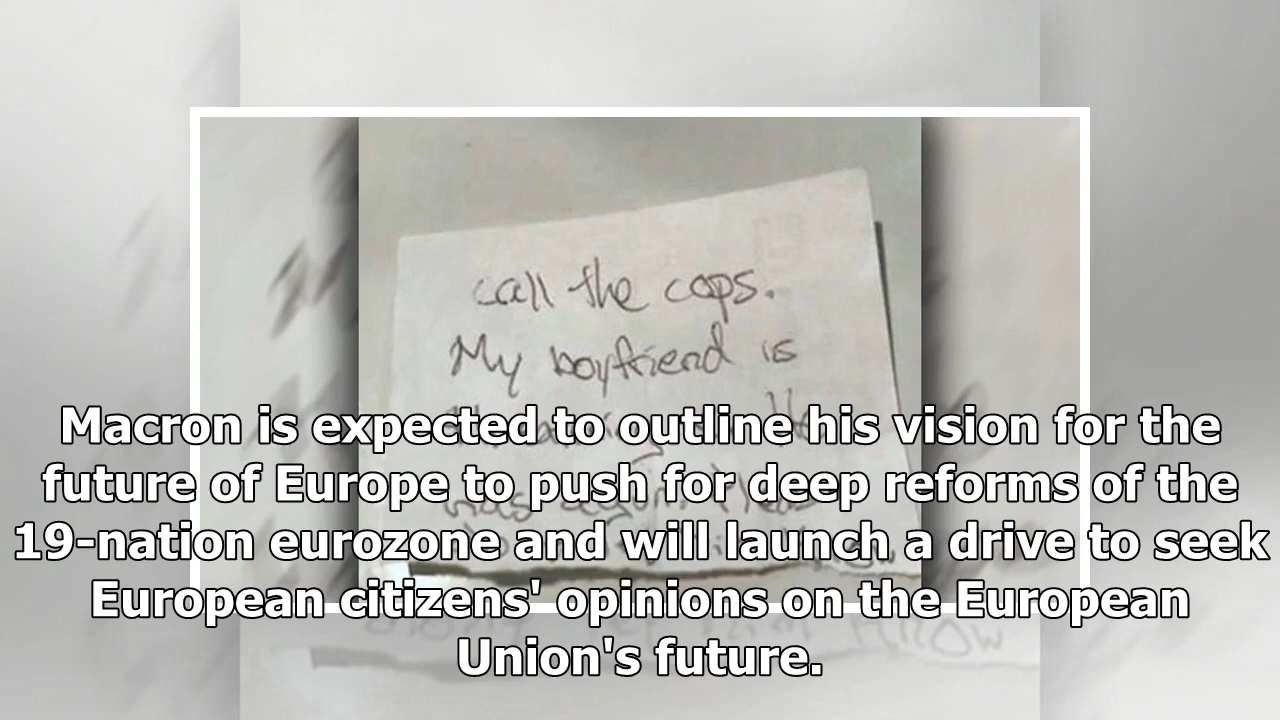 call the cops.
My boyfriend is
Macron is expected to outline his vision for the
future of Europe to push for deep reforms of the
19-nation eurozone and will launch a drive to seek
European citizens' opinions on the European
Union's future.